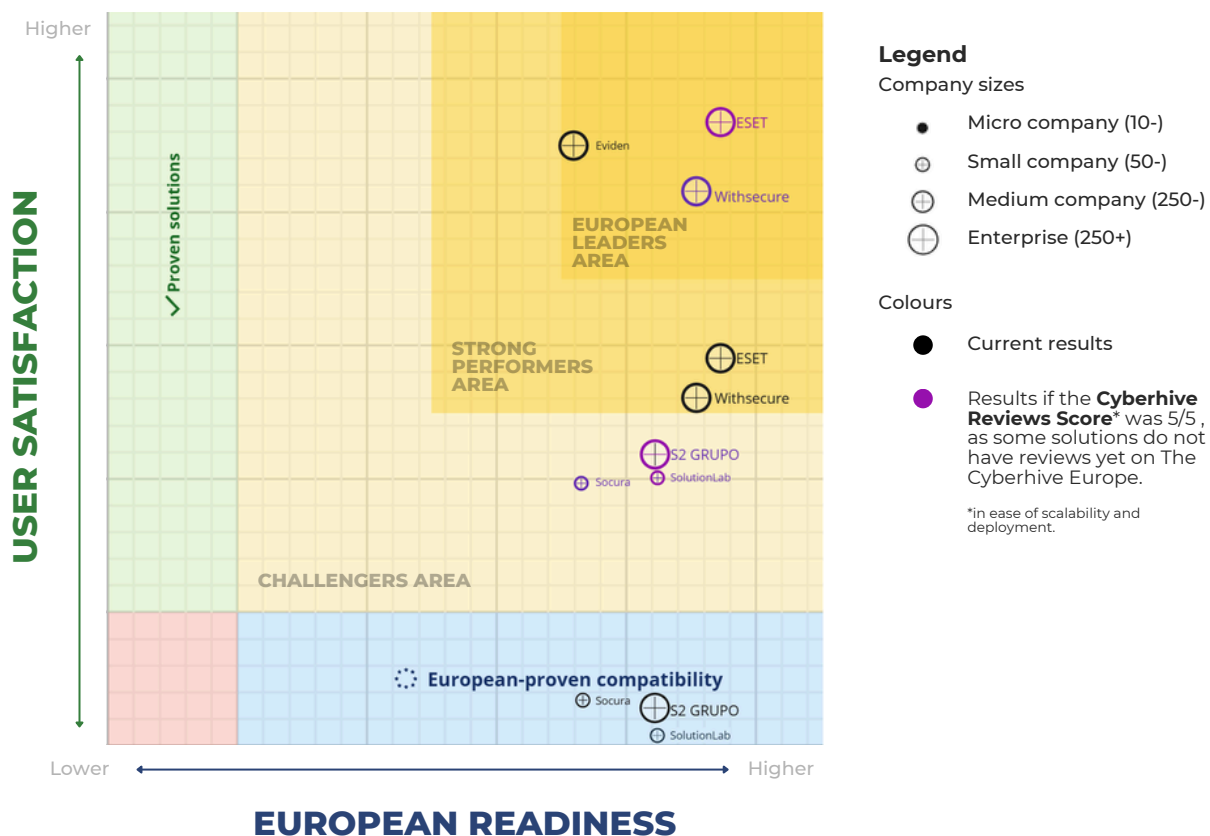 Higher
USER SATISFACTION
Proven solutions
ESET
Eviden
Withsecure
EUROPEAN
LEADERS
AREA
STRONG
PERFORMERS
AREA
ESET
Withsecure
S2 GRUPO
Socura
SolutionLab
CHALLENGERS AREA
European-proven compatibility
Socura
S2 GRUPO
SolutionLab
Lower
Higher
EUROPEAN READINESS
Legend
Company sizes
Micro company (10-)
Small company (50-)
Medium company (250-)
Enterprise (250+)
Colours
Current results
Results if the Cyberhive
Reviews Score* was 5/5 ,
as some solutions do not
have reviews yet on The
Cyberhive Europe.
*in ease of scalability and
deployment.